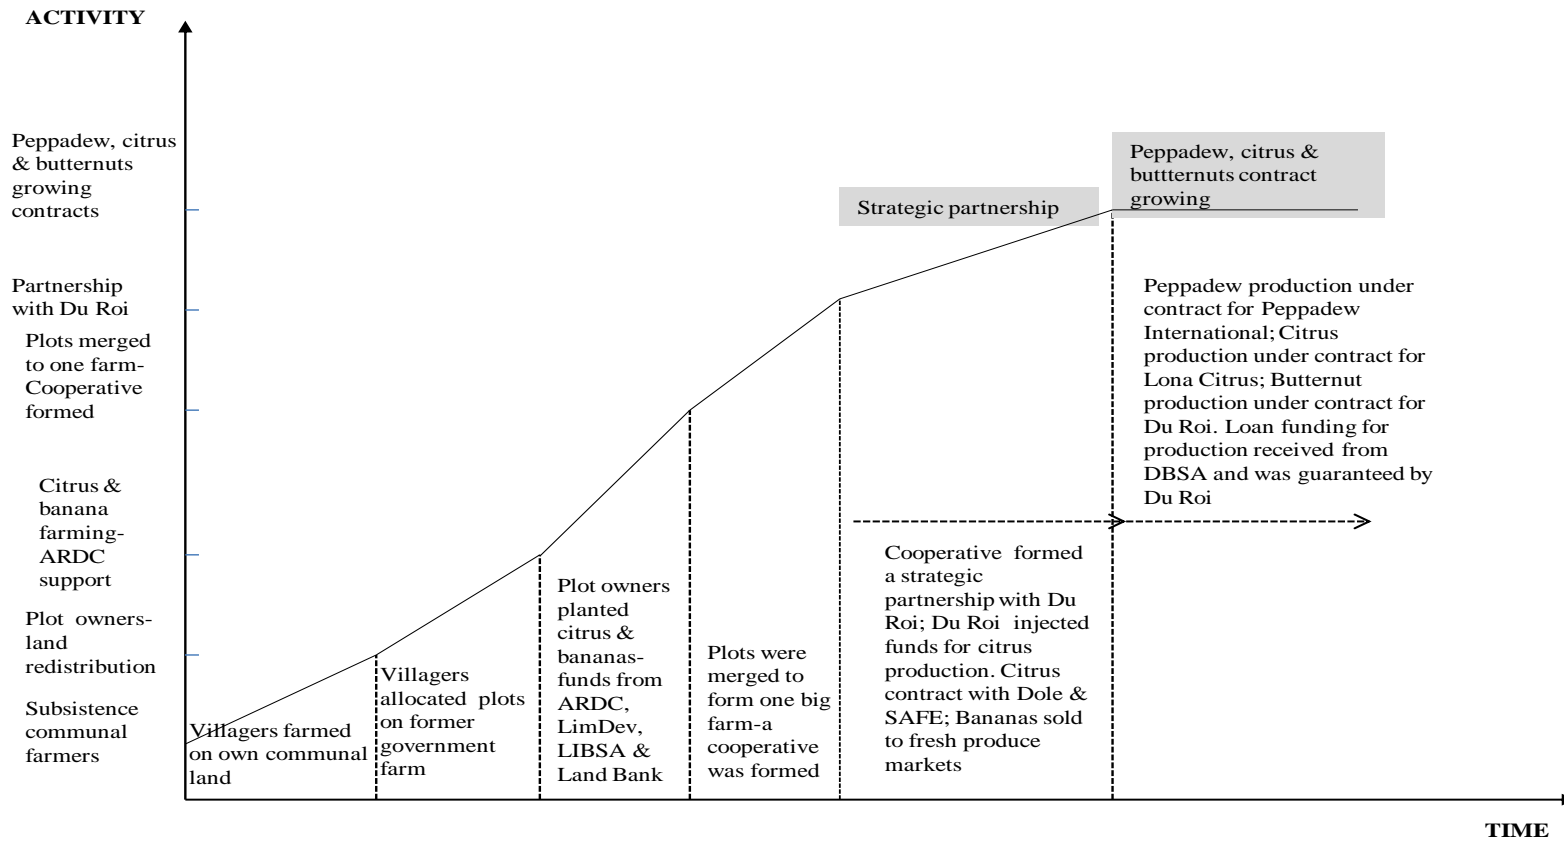 ACTIVITY
Peppadew, citrus
& butternuts
growing
contracts
Partnership
with Du Roi
Plots merged
to one farm-
Cooperative
formed
Citrus &
banana
farming-
ARDC
support
Plot owners-
land
redistribution
Subsistence
communal
farmers
Villagers farmed
on own communal
land
Villagers
allocated plots
on former
government
farm
Plot owners
planted
citrus &
bananas-
funds from
ARDC,
LimDev,
LIBSA &
Land Bank
Plots were
merged to
form one big
farm-a
cooperative
was formed
Strategic partnership
Cooperative formed
a strategic
partnership with Du
Roi; Du Roi injected
funds for citrus
production. Citrus
contract with Dole &
SAFE; Bananas sold
to fresh produce
markets
Peppadew, citrus &
buttternuts contract
growing
Peppadew production under
contract for Peppadew
International; Citrus
production under contract for
Lona Citrus; Butternut
production under contract for
Du Roi. Loan funding for
production received from
DBSA and was guaranteed by
Du Roi
TIME